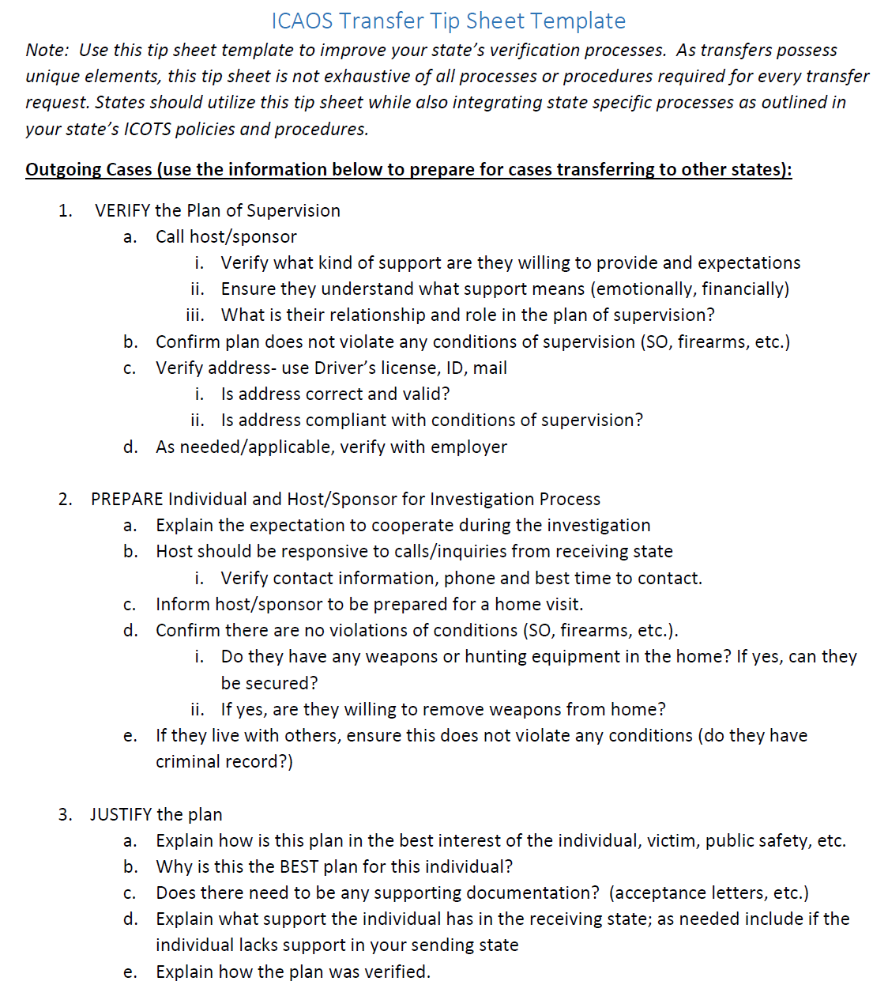 ICAOS Transfer Tip Sheet Template
Note:  Use this tip sheet template to improve your state’s verification processes.  As transfers possess
unique elements, this tip sheet is not exhaustive of all processes or procedures required for every transfer
request. States should utilize this tip sheet while also integrating state specific processes as outlined in
your state’s ICOTS policies and procedures.
Outgoing Cases (use the information below to prepare for cases transferring to other states):
1. VERIFY the Plan of Supervision
a. Call host/sponsor
i. Verify what kind of support are they willing to provide and expectations
ii. Ensure they understand what support means (emotionally, financially)
iii. What is their relationship and role in the plan of supervision?
b. Confirm plan does not violate any conditions of supervision (SO, firearms, etc.)
c. Verify address- use Driver’s license, ID, mail
i. Is address correct and valid?
ii. Is address compliant with conditions of supervision?
d. As needed/applicable, verify with employer
2. PREPARE Individual and Host/Sponsor for Investigation Process
a. Explain the expectation to cooperate during the investigation
b. Host should be responsive to calls/inquiries from receiving state
i. Verify contact information, phone and best time to contact.
c. Inform host/sponsor to be prepared for a home visit.
d. Confirm there are no violations of conditions (SO, firearms, etc.).
i. Do they have any weapons or hunting equipment in the home? If yes, can they
be secured?
ii. If yes, are they willing to remove weapons from home?
e. If they live with others, ensure this does not violate any conditions (do they have
criminal record?)
3. JUSTIFY the plan
a. Explain how is this plan in the best interest of the individual, victim, public safety, etc.
b. Why is this the BEST plan for this individual?
c. Does there need to be any supporting documentation?  (acceptance letters, etc.)
d. Explain what support the individual has in the receiving state; as needed include if the
individual lacks support in your sending state
e. Explain how the plan was verified.